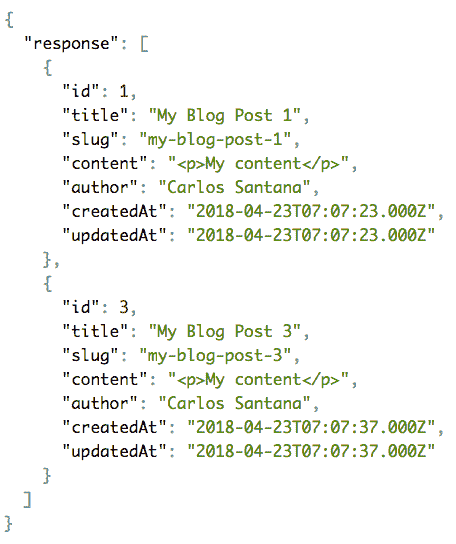 {
  "response": [
    {
      "id": 1,
      "title": "My Blog Post 1",
      "slug": "my-blog-post-1",
      "content": "<p>My content</p>",
      "author": "Carlos Santana",
      "createdAt": "2018-04-23T07:07:23.000Z",
      "updatedAt": "2018-04-23T07:07:23.000Z"
    },
    {
      "id": 3,
      "title": "My Blog Post 3",
      "slug": "my-blog-post-3",
      "content": "<p>My content</p>",
      "author": "Carlos Santana",
      "createdAt": "2018-04-23T07:07:37.000Z",
      "updatedAt": "2018-04-23T07:07:37.000Z"
    }
  ]
}